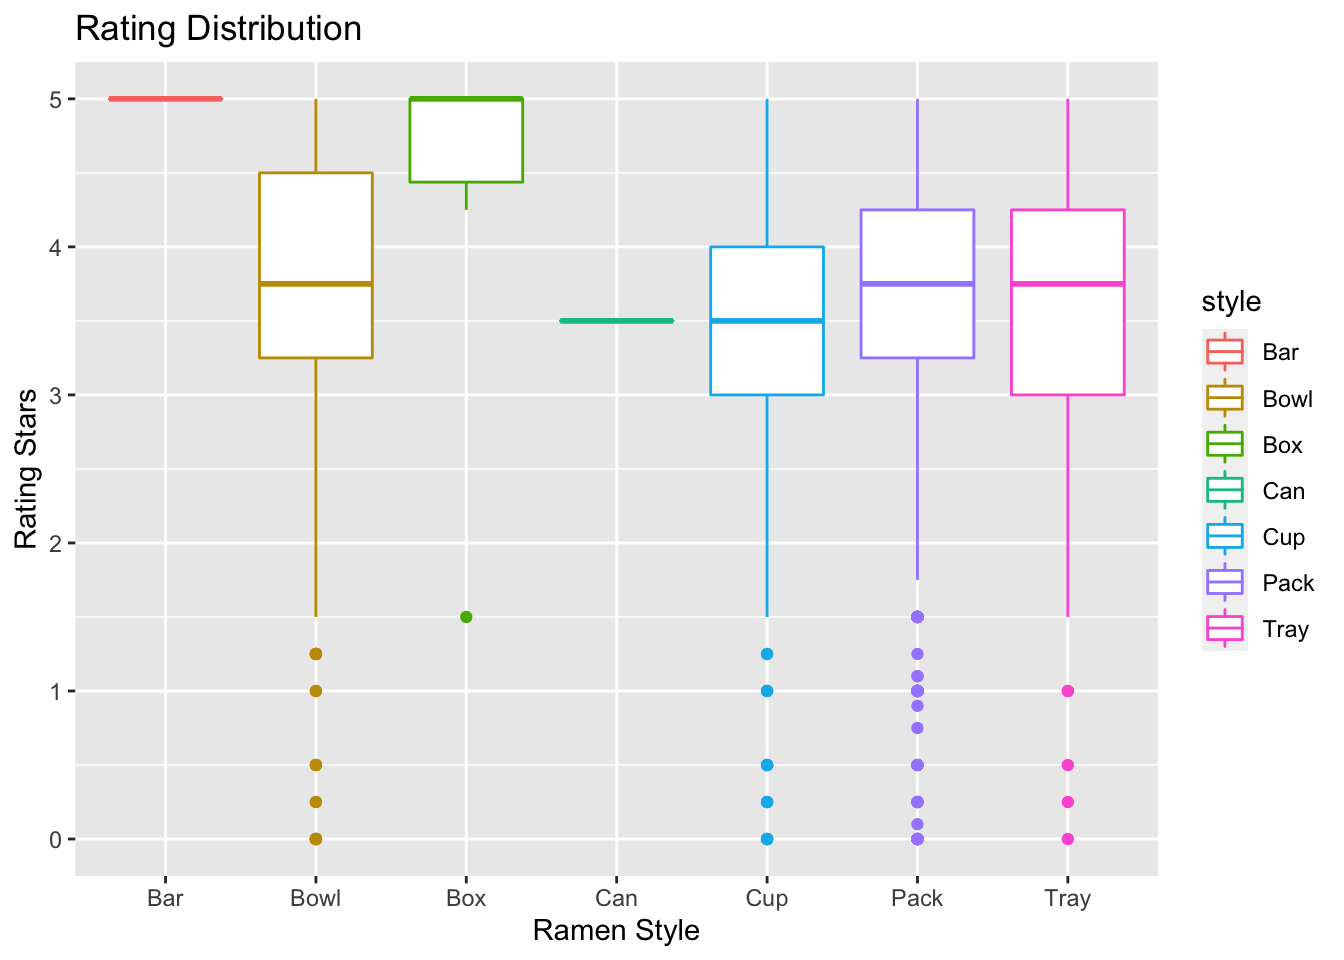 Rating Distribution
Rating Stars
5
4
3
2
1
0
Bar Bowl Box Can Cup Pack Tray
Ramen Style
style
Bar
Bowl
Box
Can
Cup
Pack
Tray